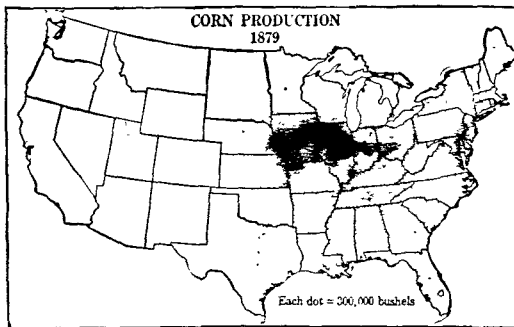 CORN PRODUCTION
1879
Each dot = 300,000 bushels